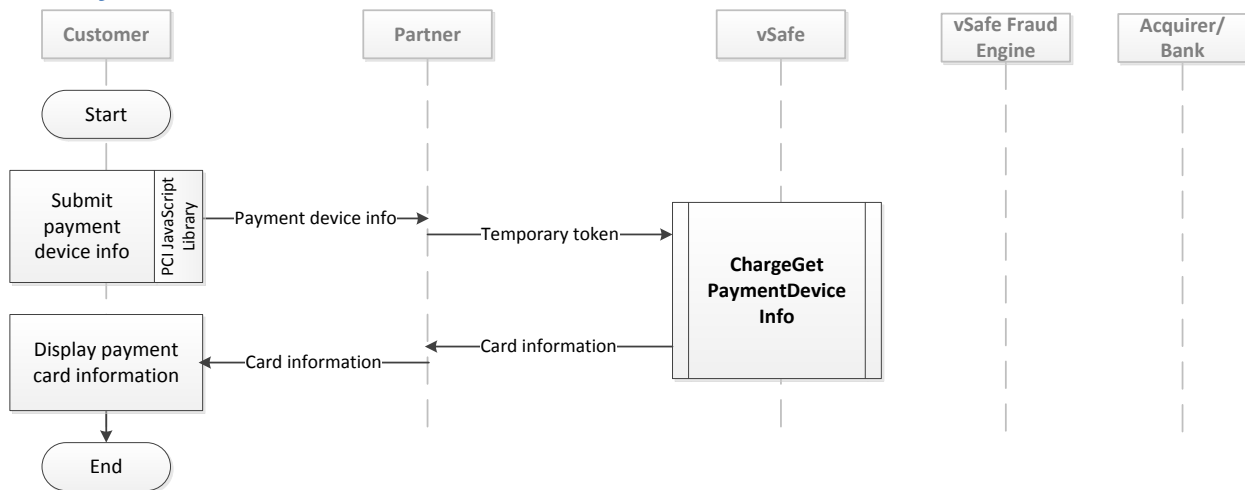 Customer
Partner
vSafe
vSafe Fraud
Engine
Acquirer/
Bank
Start
Submit
payment
device info
PCI JavaScript
Library
Payment device info
Temporary token
ChargeGet
PaymentDevice
Info
Card information
Card information
Display payment
card information
End